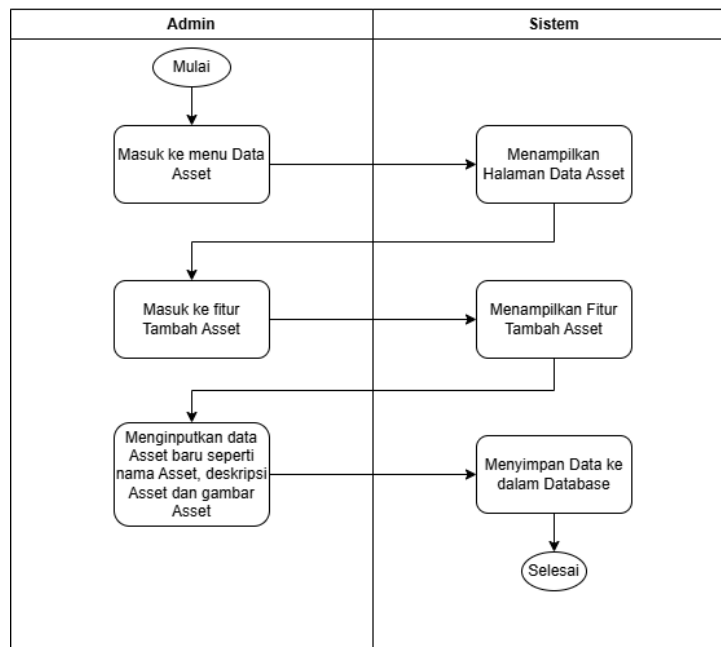 Admin
Sistem
Mulai
Masuk ke menu Data
Asset
Menampilkan
Halaman Data Asset
Masuk ke fitur
Tambah Asset
Menampilkan Fitur
Tambah Asset
Menginputkan data
Asset baru seperti
nama Asset, deskripsi
Asset dan gambar
Asset
Menyimpan Data ke
dalam Database
Selesai